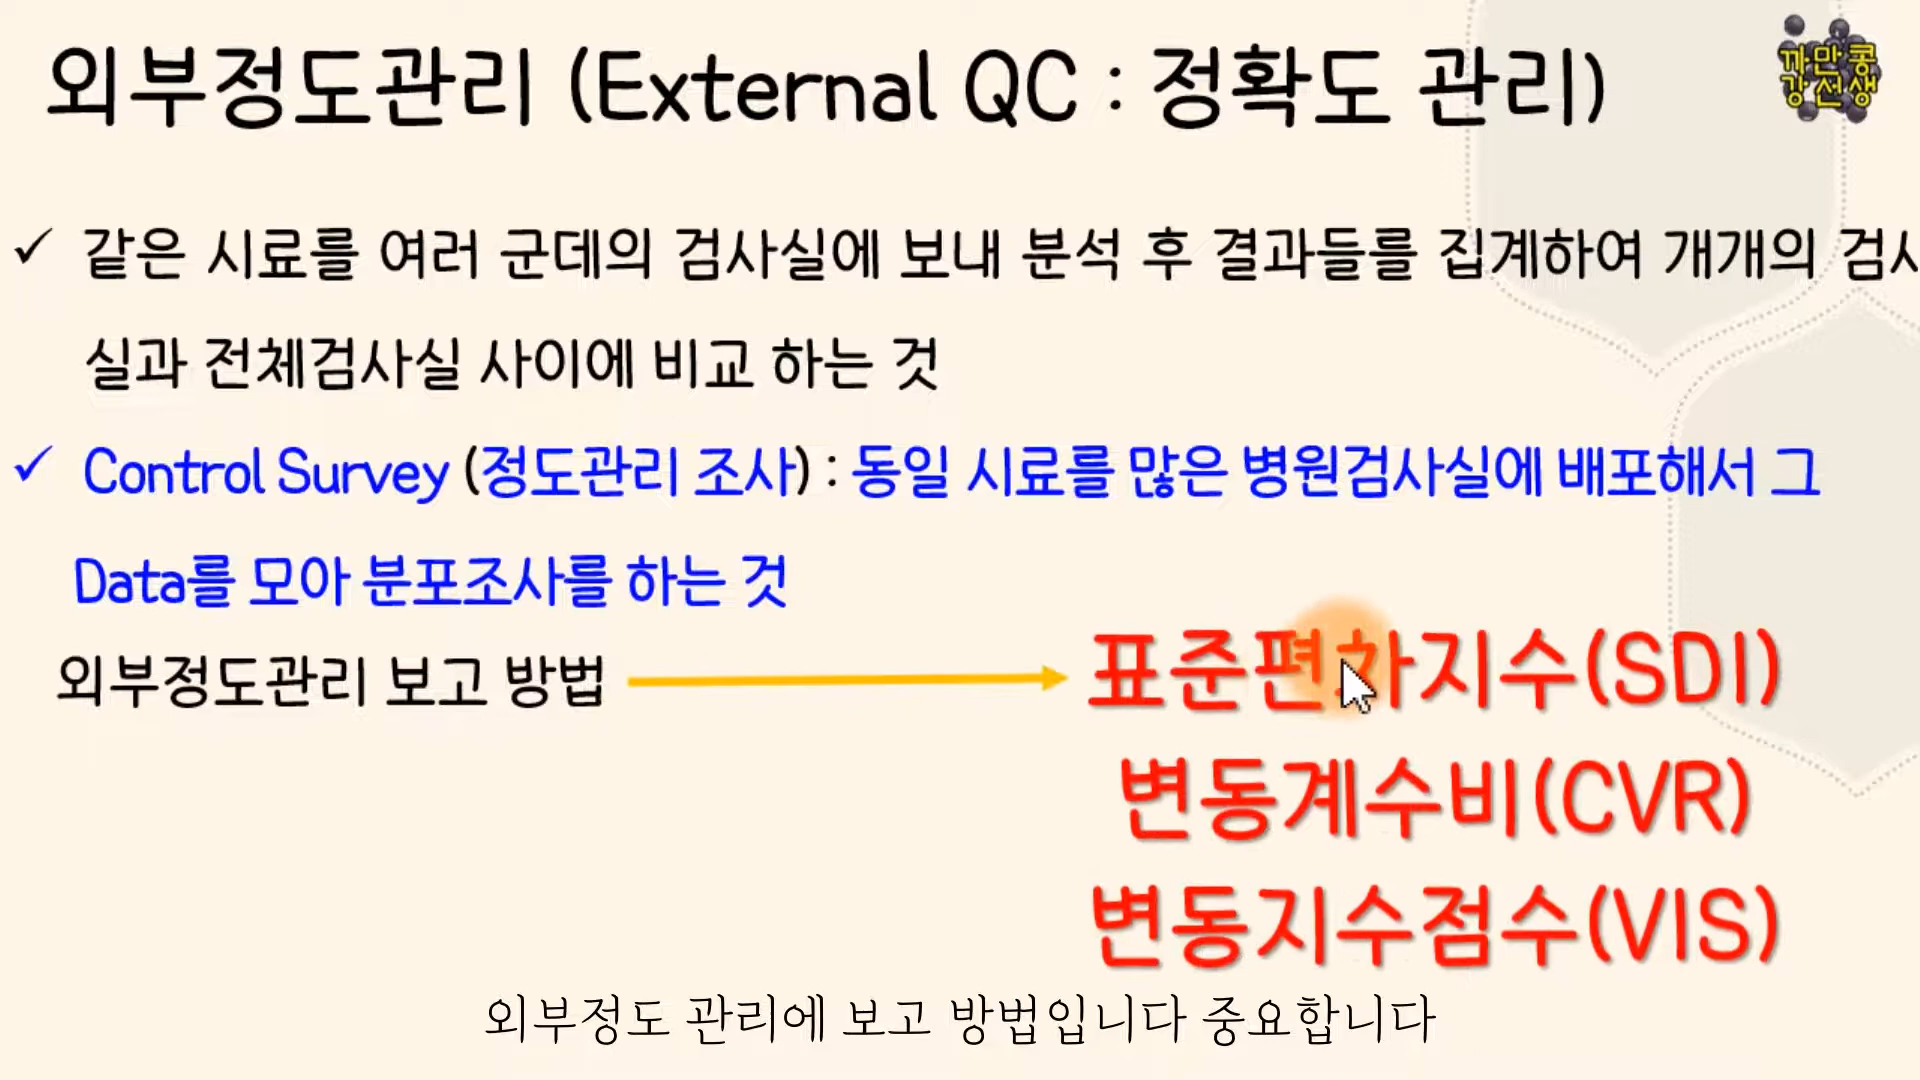 외부정도관리 (External QC : 정확도 관리)
까만콩
강선생
✓ 같은 시료를 여러 군데의 검사실에 보내 분석 후 결과들를 집계하여 개개의 검사
실과 전체검사실 사이에 비교 하는 것
✓ Control Survey (정도관리 조사) : 동일 시료를 많은 병원검사실에 배포해서 그
Data를 모아 분포조사를 하는 것
외부정도관리 보고 방법
표준편차지수(SDI)
변동계수비(CVR)
변동지수점수(VIS)
외부정도 관리에 보고 방법입니다 중요합니다